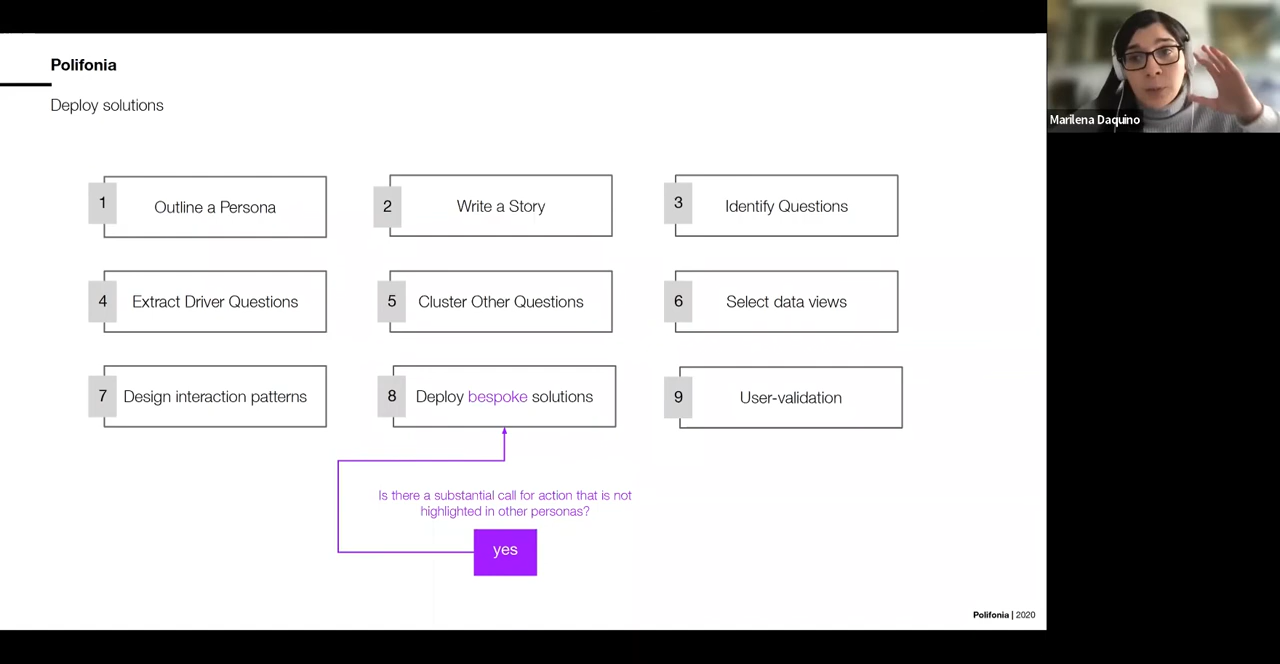 Polifonia
Deploy solutions
Marilena Daquino
1
Outline a Persona
2
Write a Story
3
Identify Questions
4
Extract Driver Questions
5
Cluster Other Questions
6
Select data views
7
Design interaction patterns
8
Deploy bespoke solutions
9
User-validation
Is there a substantial call for action that is not
highlighted in other personas?
yes
Polifonia | 2020